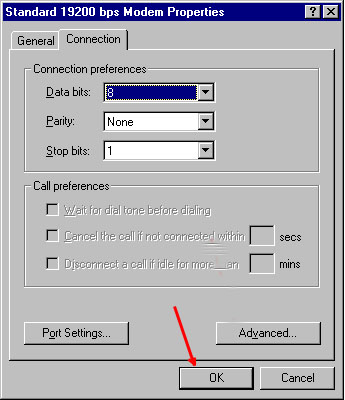 Standard 19200 bps Modem Properties
General Connection
Connection preferences
Data bits: 8
Parity: None
Stop bits: 1
Call preferences
Wait for dial tone before dialing
Cancel the call if not connected within secs
Disconnect a call if idle for more than mins
Port Settings... Advanced...
OK Cancel